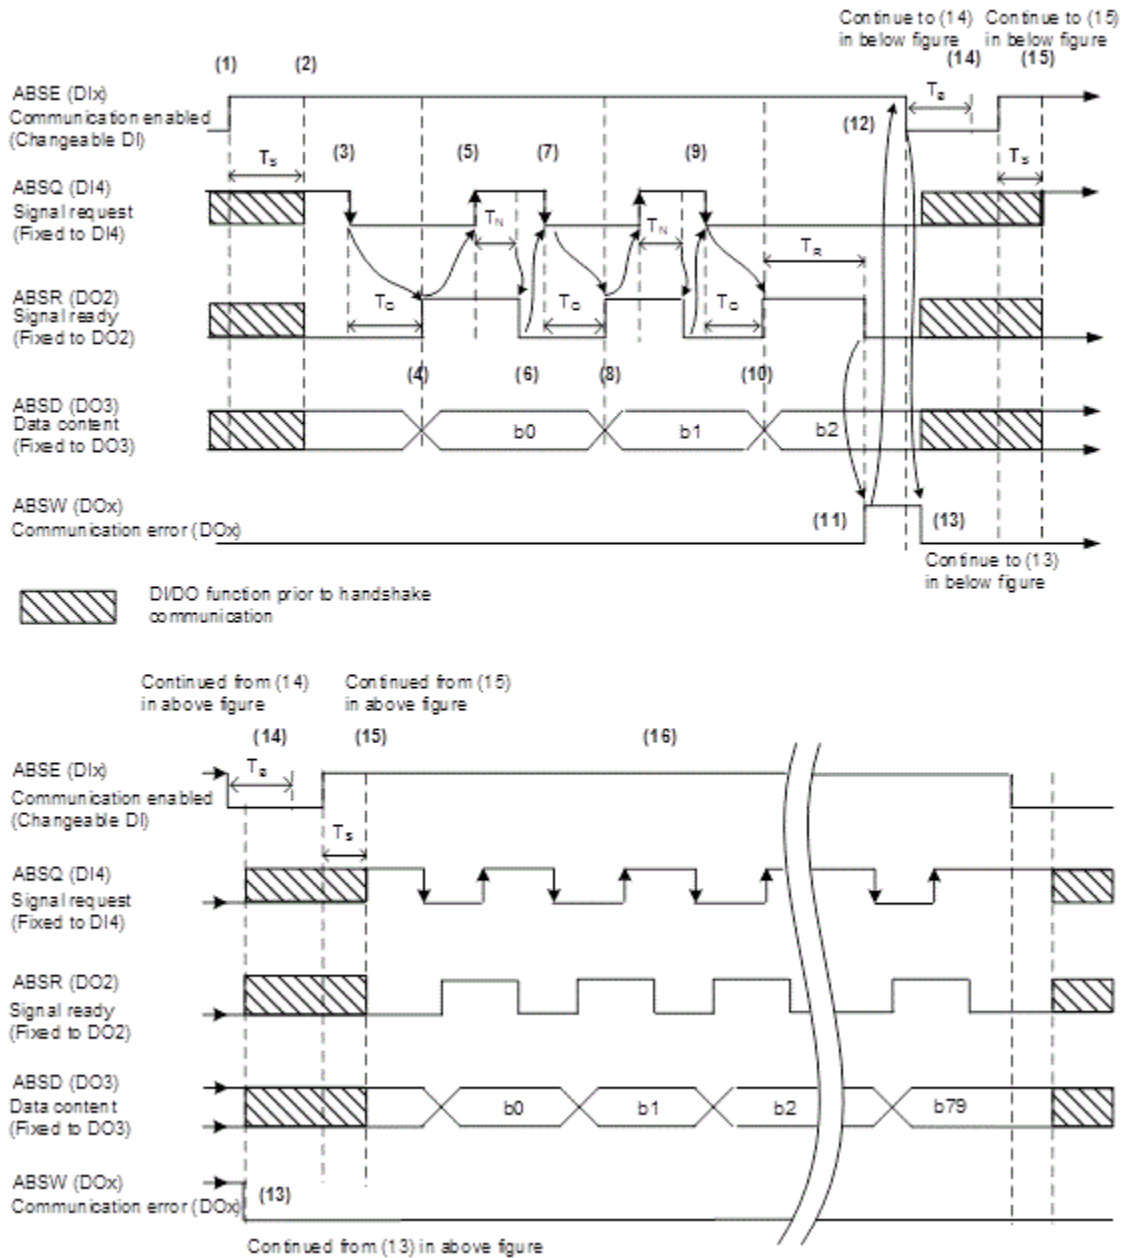 Continue to (14) Continue to (15)
in below figure in below figure
(1) (2) (14) (15)
ABSE (DIx)
Communication enabled
(Changeable DI)
TB
(12)
TS (3) (5) (7) (9) TS
ABSQ (DI4)
Signal request
(Fixed to DI4)
TN TN
TR
ABSR (DO2)
Signal ready
(Fixed to DO2)
TQ TQ TQ
(4) (6) (8) (10)
ABSD (DO3)
Data content
(Fixed to DO3)
b0 b1 b2
ABSW (DOx)
Communication error (DOx)
(11) (13)
Continue to (13)
in below figure
DI/DO function prior to handshake
communication
Continued from (14) Continued from (15)
in above figure in above figure
(14) (15) (16)
ABSE (DIx)
Communication enabled
(Changeable DI)
TB
TS
ABSQ (DI4)
Signal request
(Fixed to DI4)
ABSR (DO2)
Signal ready
(Fixed to DO2)
ABSD (DO3)
Data content
(Fixed to DO3)
b0 b1 b2 b79
ABSW (DOx)
Communication error (DOx)
(13)
Continued from (13) in above figure